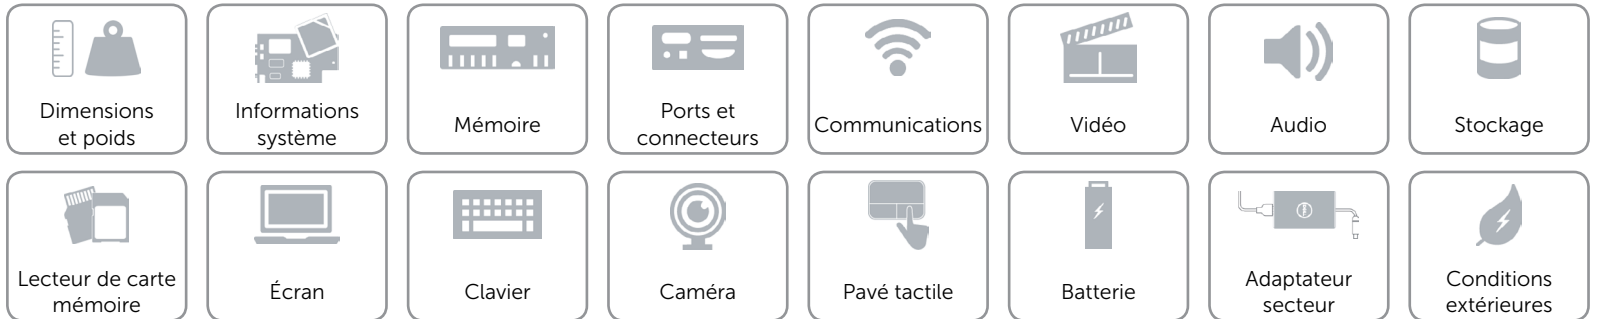 Dimensions
et poids
Informations
système
Mémoire
Ports et
connecteurs
Communications
Vidéo
Audio
Stockage
Lecteur de carte
mémoire
Écran
Clavier
Caméra
Pavé tactile
Batterie
Adaptateur
secteur
Conditions
extérieures